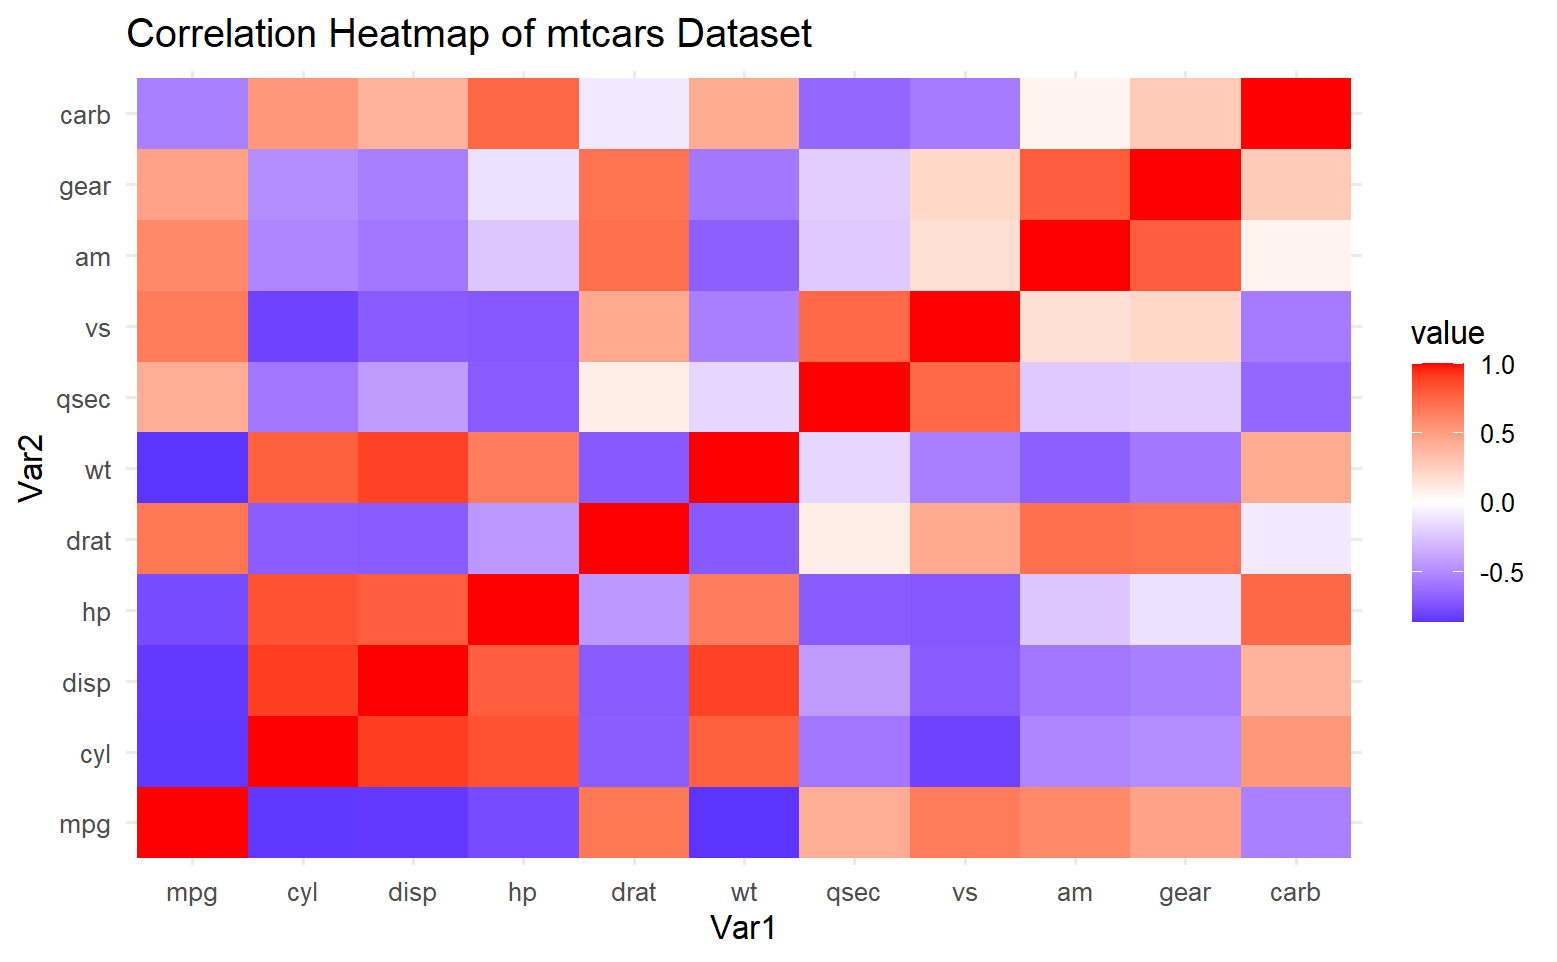 Correlation Heatmap of mtcars Dataset
carb
gear
am
vs
qsec
wt
drat
hp
disp
cyl
mpg
Var2
mpg cyl disp hp drat wt qsec vs am gear carb
Var1
value
1.0
0.5
0.0
-0.5